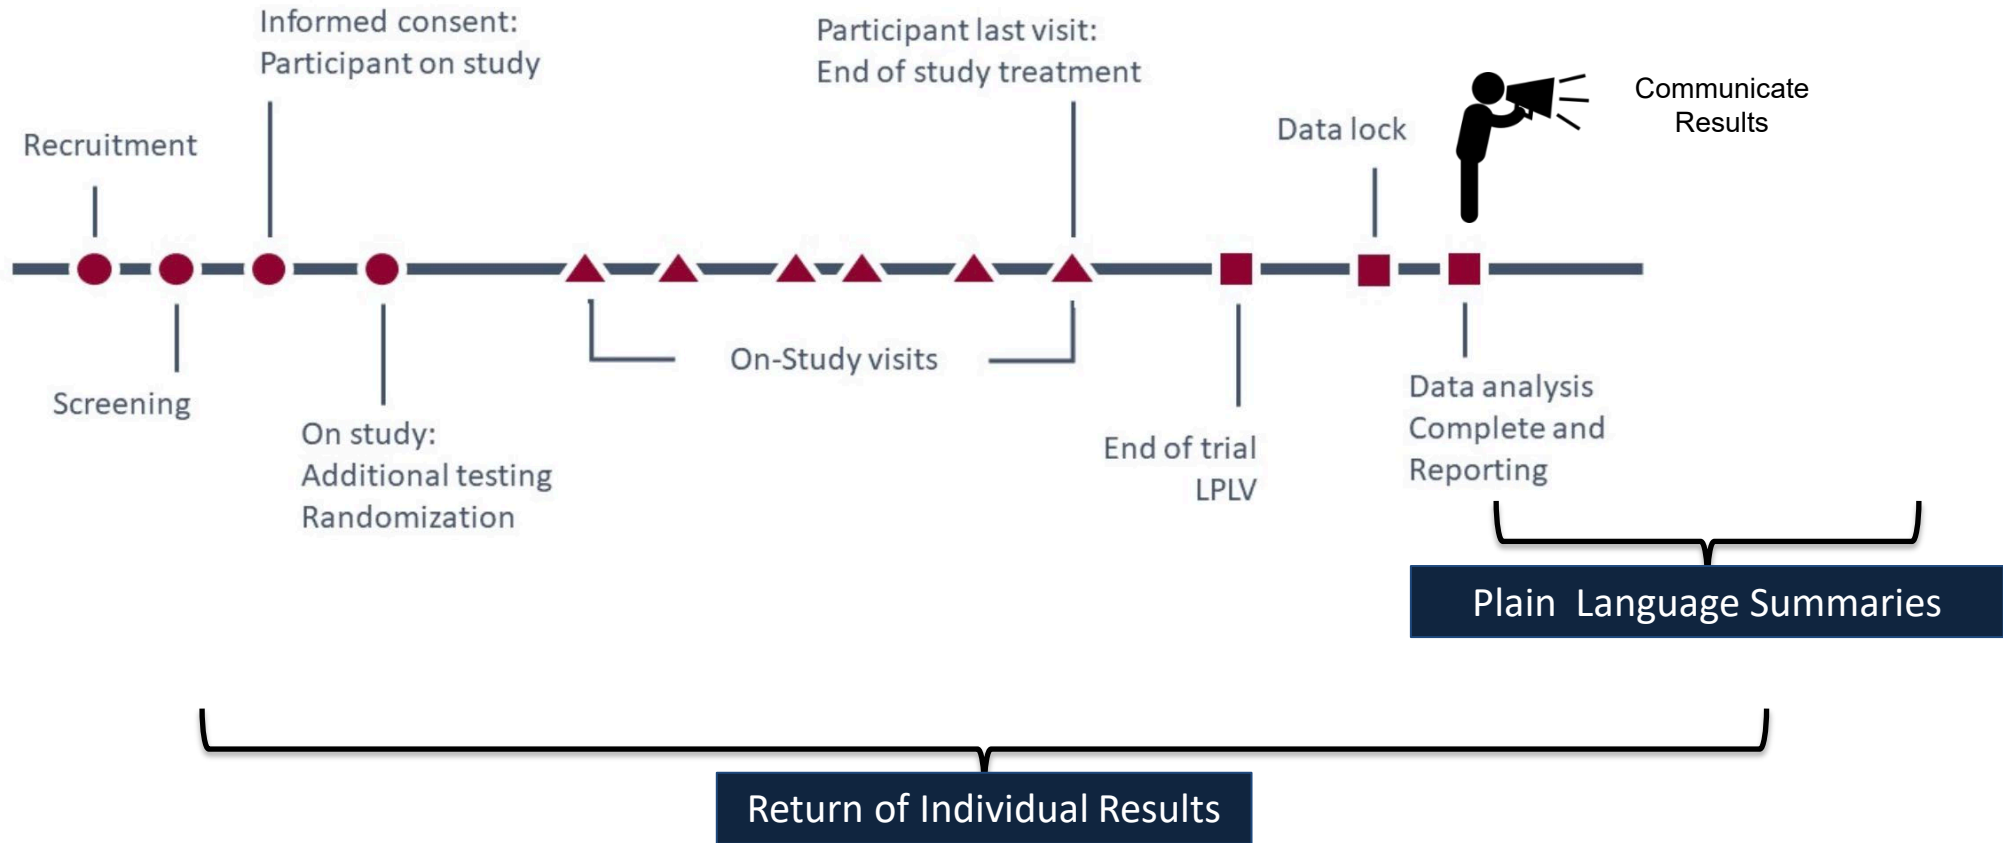 Informed consent:
Participant on study
Participant last visit:
End of study treatment
Communicate
Results
Recruitment
Data lock
On-Study visits
Screening
On study:
Additional testing
Randomization
End of trial
LPLV
Data analysis
Complete and
Reporting
Plain Language Summaries
Return of Individual Results